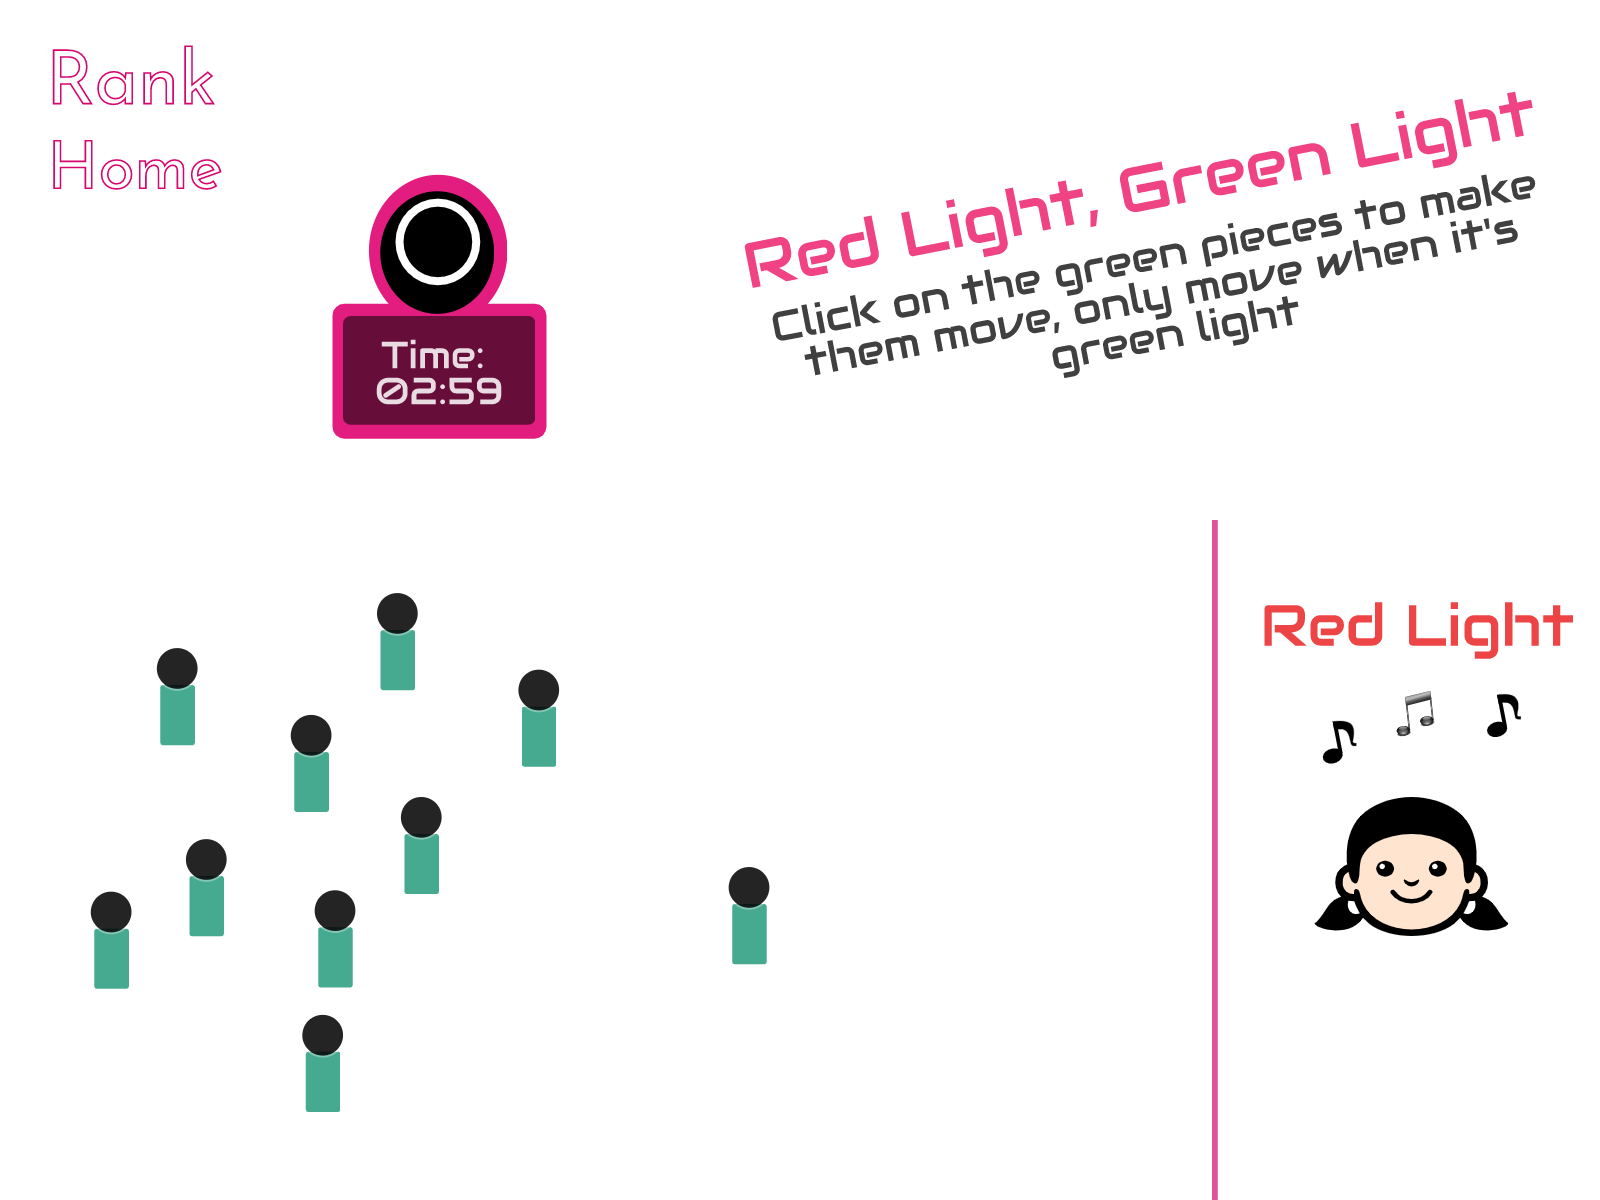 Rank
Home
Red Light, Green Light
Click on the green pieces to make
them move, only move when it's
green light
Time:
02:59
Red Light